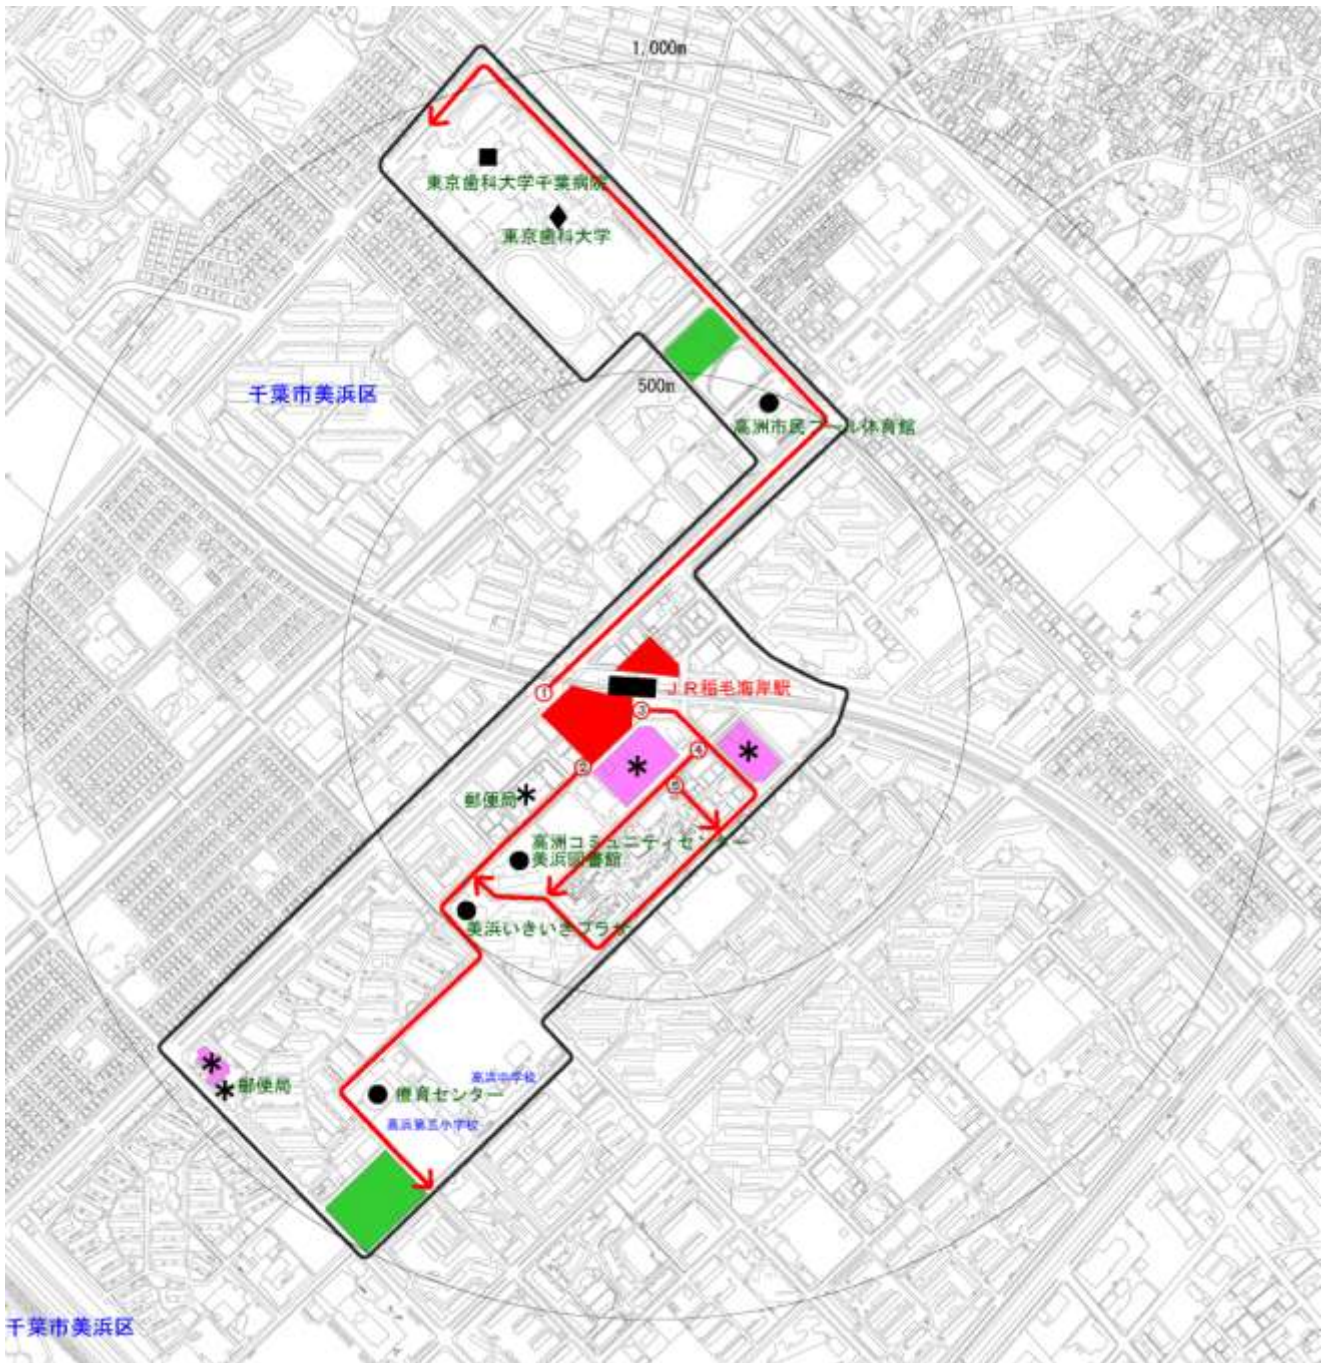 1,000m
東京歯科大学千葉病院
東京歯科大学
500m
千葉市美浜区
高洲市民プール体育館
①
JR稲毛海岸駅
③
④
②
⑤
郵便局
高洲コミュニティセンター
美浜図書館
美浜いきいきプラザ
高浜中学校
郵便局
療育センター
高浜第三小学校
千葉市美浜区